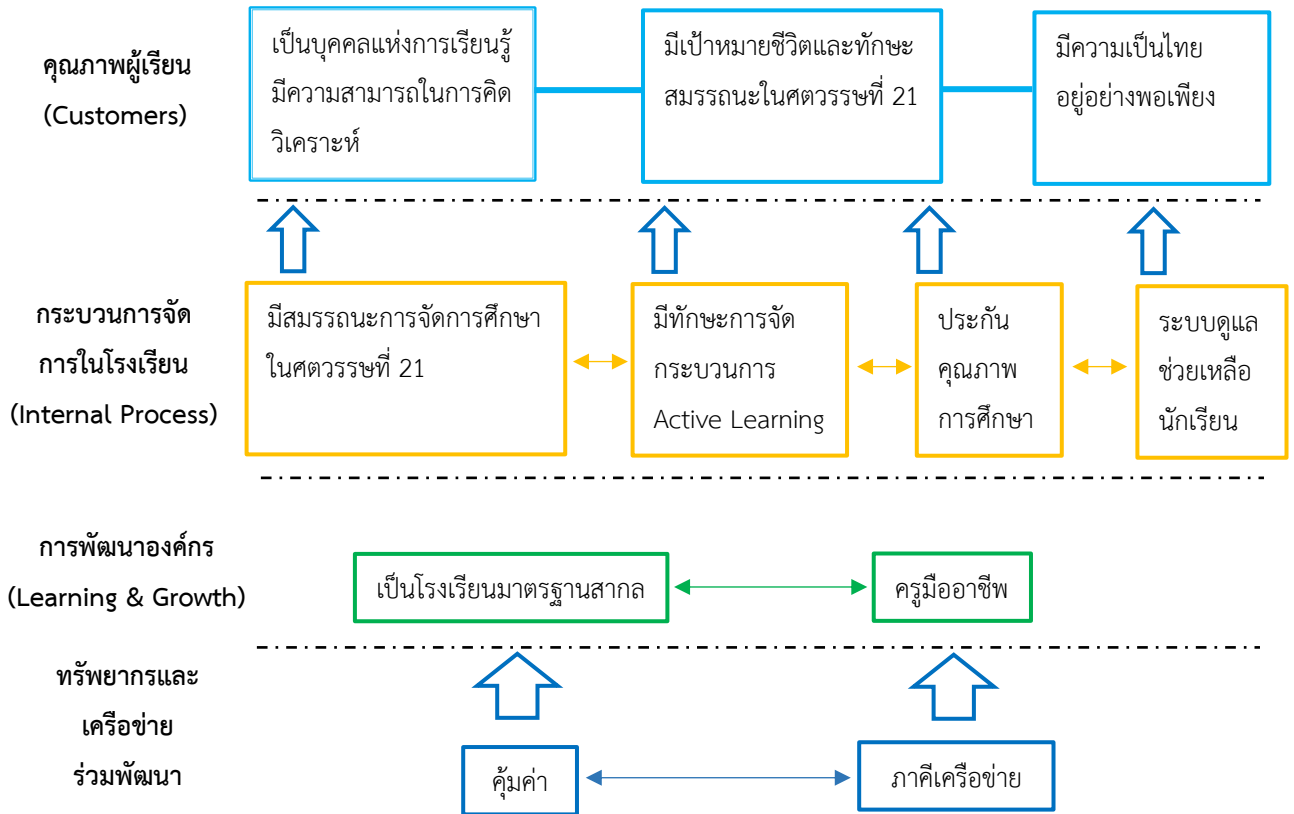 คุณภาพผู้เรียน
(Customers)
เป็นบุคคลแห่งการเรียนรู้
มีความสามารถในการคิด
วิเคราะห์
มีเป้าหมายชีวิตและทักษะ
สมรรถนะในศตวรรษที่ 21
มีความเป็นไทย
อยู่อย่างพอเพียง
กระบวนการจัด
การในโรงเรียน
(Internal Process)
มีสมรรถนะการจัดการศึกษา
ในศตวรรษที่ 21
มีทักษะการจัด
กระบวนการ
Active Learning
ประกัน
คุณภาพ
การศึกษา
ระบบดูแล
ช่วยเหลือ
นักเรียน
การพัฒนาองค์กร
(Learning & Growth)
เป็นโรงเรียนมาตรฐานสากล
ครูมืออาชีพ
ทรัพยากรและ
เครือข่าย
ร่วมพัฒนา
คุ้มค่า
ภาคีเครือข่าย